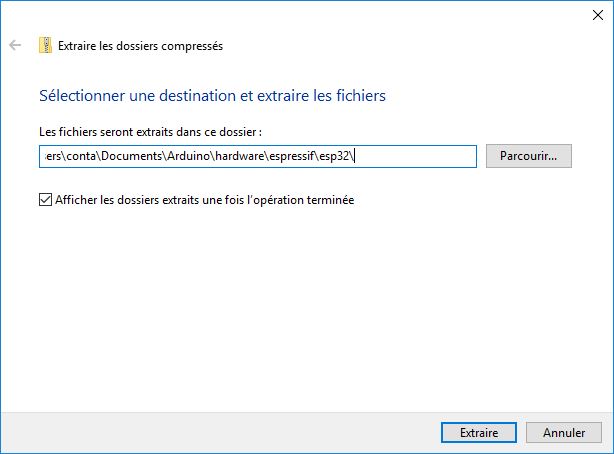 Extraire les dossiers compressés
Sélectionner une destination et extraire les fichiers
Les fichiers seront extraits dans ce dossier :
ers\conta\Documents\Arduino\hardware\espressif\esp32\
Parcourir...
Afficher les dossiers extraits une fois l'opération terminée
Extraire
Annuler